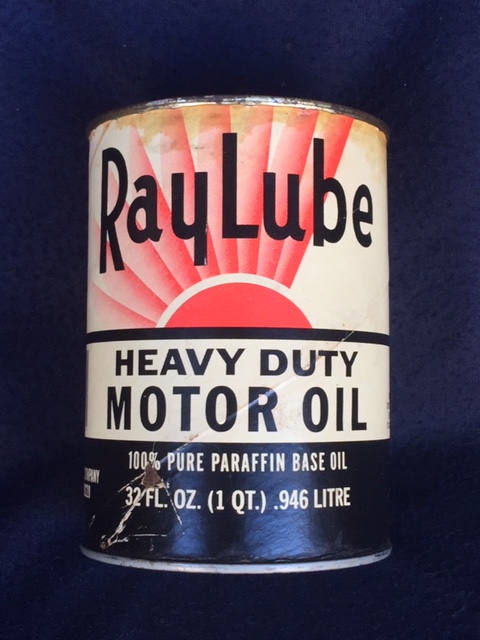 RayLube
HEAVY DUTY
MOTOR OIL
100% PURE PARAFFIN BASE OIL
32 FL. OZ. (1 QT.) .946 LITRE